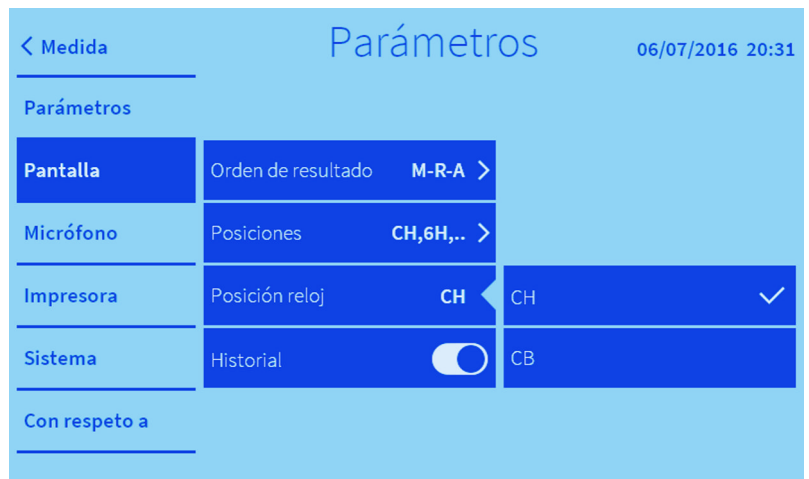 Medida
Parámetros
06/07/2016 20:31
Parámetros
Pantalla
Orden de resultado M-R-A
Micrófono
Posiciones CH,6H,..
Impresora
Posición reloj CH
CH
Sistema
Historial
CB
Con respeto a